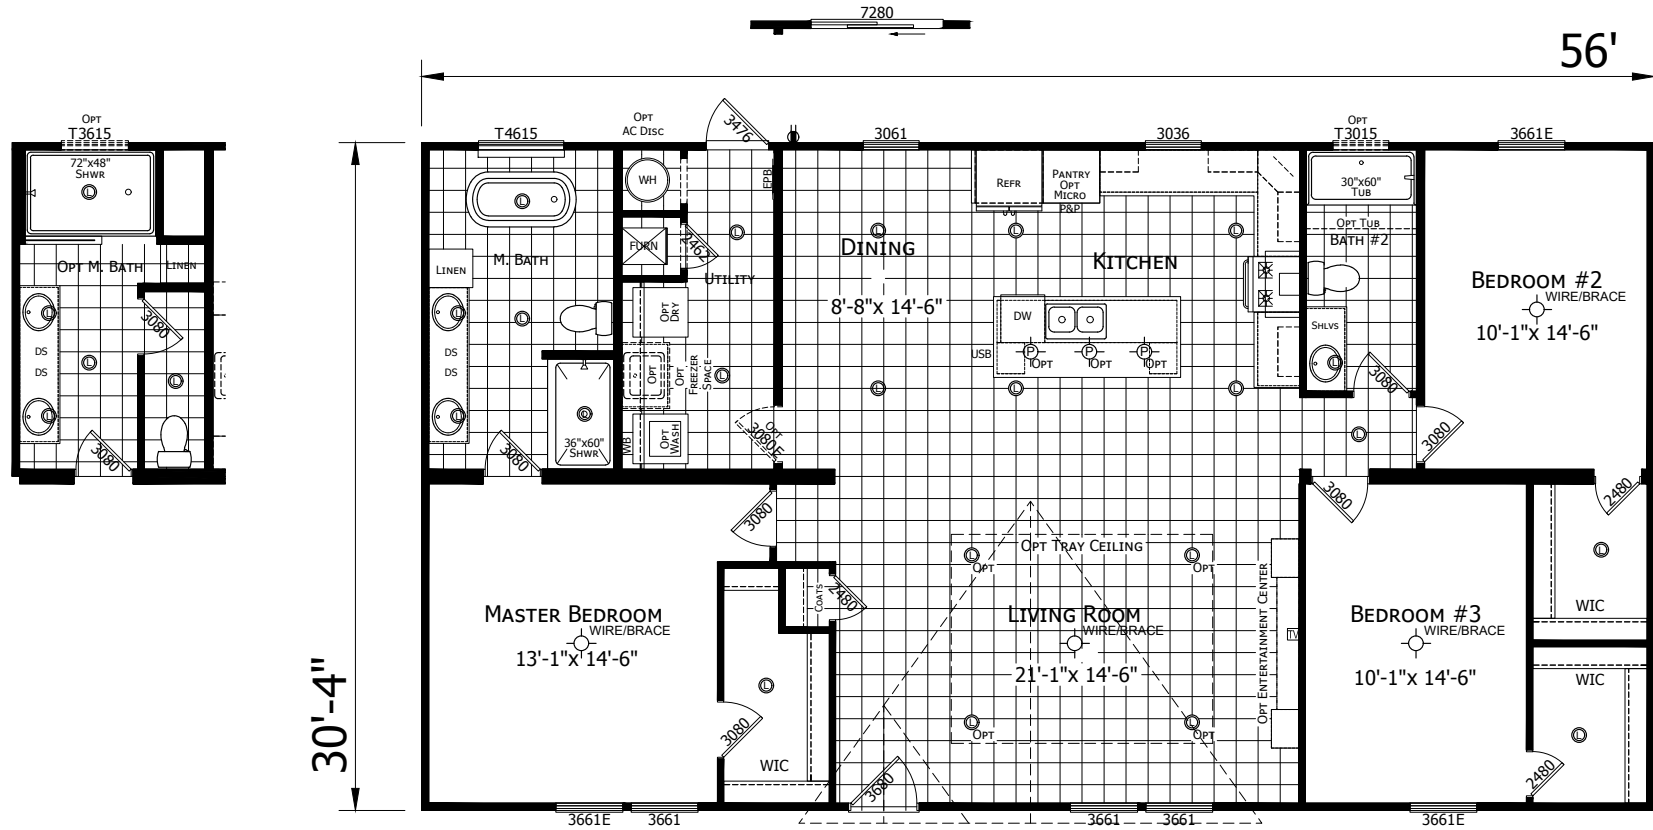 7280
56'
30'-4"
OPT
T3615
72"x48"
SHWR
OPT M. BATH
LINEN
3080
DS
DS
3080
T4615
OPT
AC DISC
3476
3061
3036
OPT
T3015
3661E
WH
EPB
REFR
PANTRY
OPT
MICRO
P&P
30"x60"
TUB
OPT TUB
BATH #2
FURN
2467
LINEN
M. BATH
UTILITY
DINING
8'-8"x 14'-6"
KITCHEN
BEDROOM #2
WIRE/BRACE
10'-1"x 14'-6"
OPT
DRY
DW
USB
P
P
P
OPT
OPT
OPT
SHLVS
DS
DS
OPT
OPT
FREEZER
SPACE
3080
OPT
3080E
3080
36"x60"
SHWR
3080
WB
OPT
WASH
3080
3080
2480
OPT TRAY CEILING
OPT
OPT
COATS
2480
OPT ENTERTAINMENT CENTER
TV
MASTER BEDROOM
WIRE/BRACE
13'-1"x 14'-6"
LIVING ROOM
WIRE/BRACE
21'-1"x 14'-6"
BEDROOM #3
WIRE/BRACE
10'-1"x 14'-6"
WIC
WIC
3080
WIC
OPT
OPT
3680
2480
3661E
3661
3661
3661
3661E